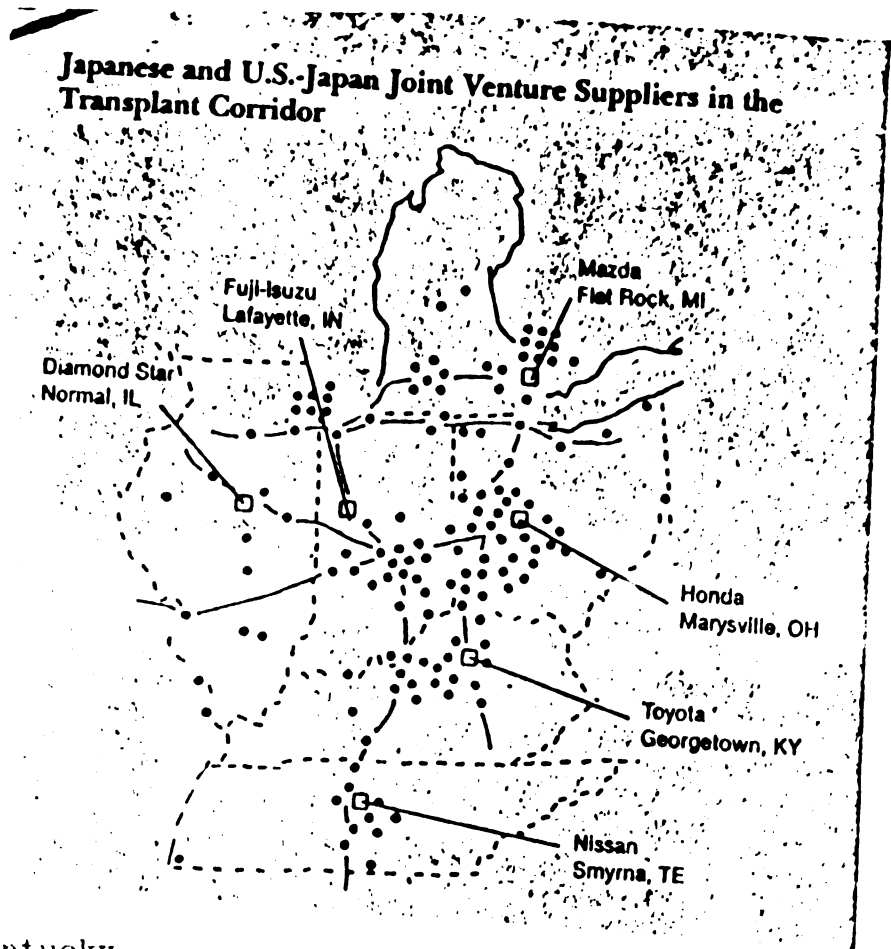 Japanese and U.S.-Japan Joint Venture Suppliers in the
Transplant Corridor
Mazda
Flat Rock, MI
Fuji-Isuzu
Lafayette, IN
Diamond Star
Normal, IL
Honda
Marysville, OH
Toyota
Georgetown, KY
Nissan
Smyrna, TE